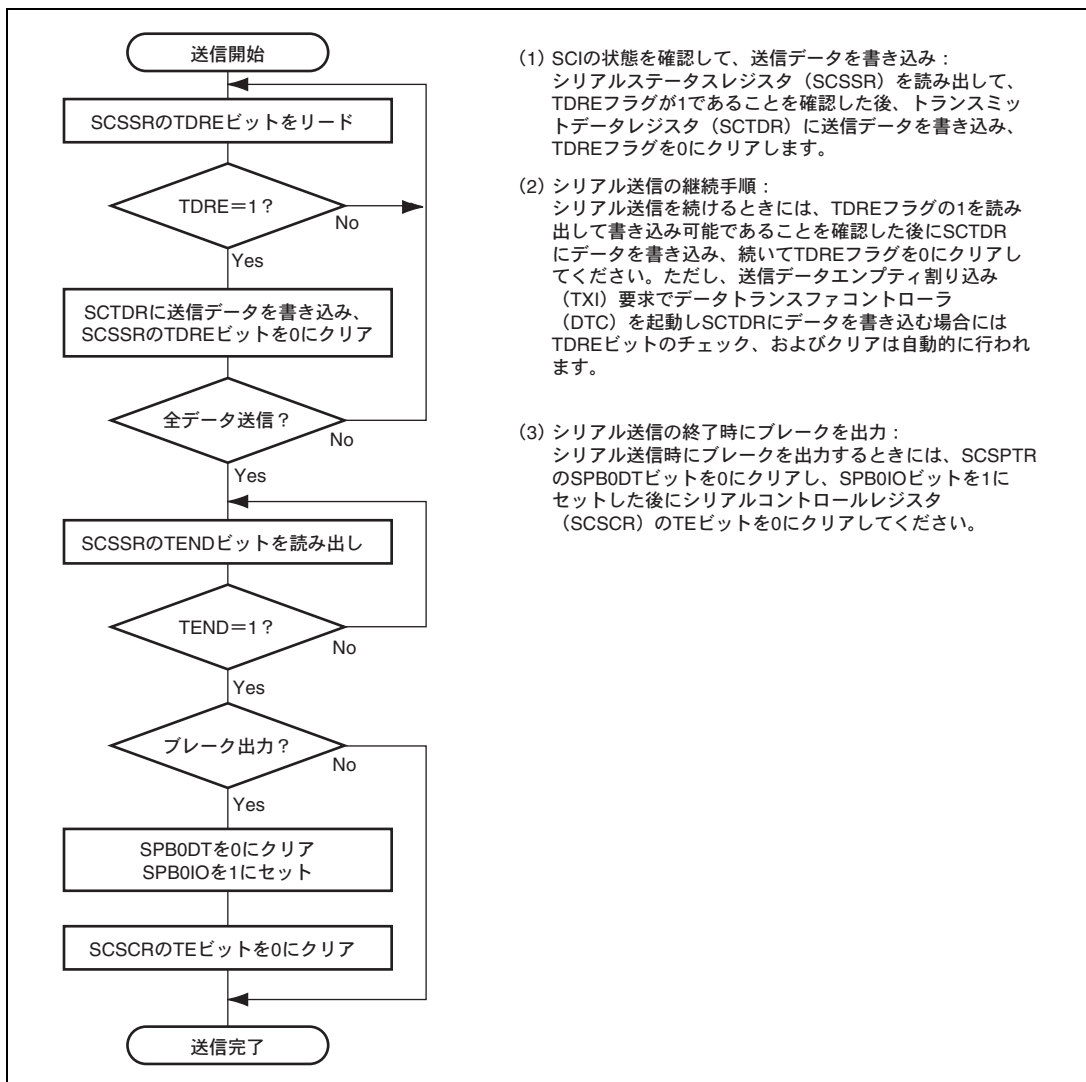 送信開始
SCSSRのTDREビットをリード
TDRE＝1？
No
Yes
SCTDRに送信データを書き込み、
SCSSRのTDREビットを0にクリア
全データ送信？
No
Yes
SCSSRのTENDビットを読み出し
TEND＝1？
No
Yes
ブレーク出力？
No
Yes
SPB0DTを0にクリア
SPB0IOを1にセット
SCSCRのTEビットを0にクリア
送信完了
（1）SCIの状態を確認して、送信データを書き込み：
シリアルステータスレジスタ（SCSSR）を読み出して、
TDREフラグが1であることを確認した後、トランスミッ
トデータレジスタ（SCTDR）に送信データを書き込み、
TDREフラグを0にクリアします。
（2）シリアル送信の継続手順：
シリアル送信を続けるときには、TDREフラグの1を読み
出して書き込み可能であることを確認した後にSCTDR
にデータを書き込み、続いてTDREフラグを0にクリアし
てください。ただし、送信データエンプティ割り込み
（TXI）要求でデータトランスファコントローラ
（DTC）を起動しSCTDRにデータを書き込む場合には
TDREビットのチェック、およびクリアは自動的に行われ
ます。
（3）シリアル送信の終了時にブレークを出力：
シリアル送信時にブレークを出力するときには、SCSPTR
のSPB0DTビットを0にクリアし、SPB0IOビットを1に
セットした後にシリアルコントロールレジスタ
（SCSCR）のTEビットを0にクリアしてください。